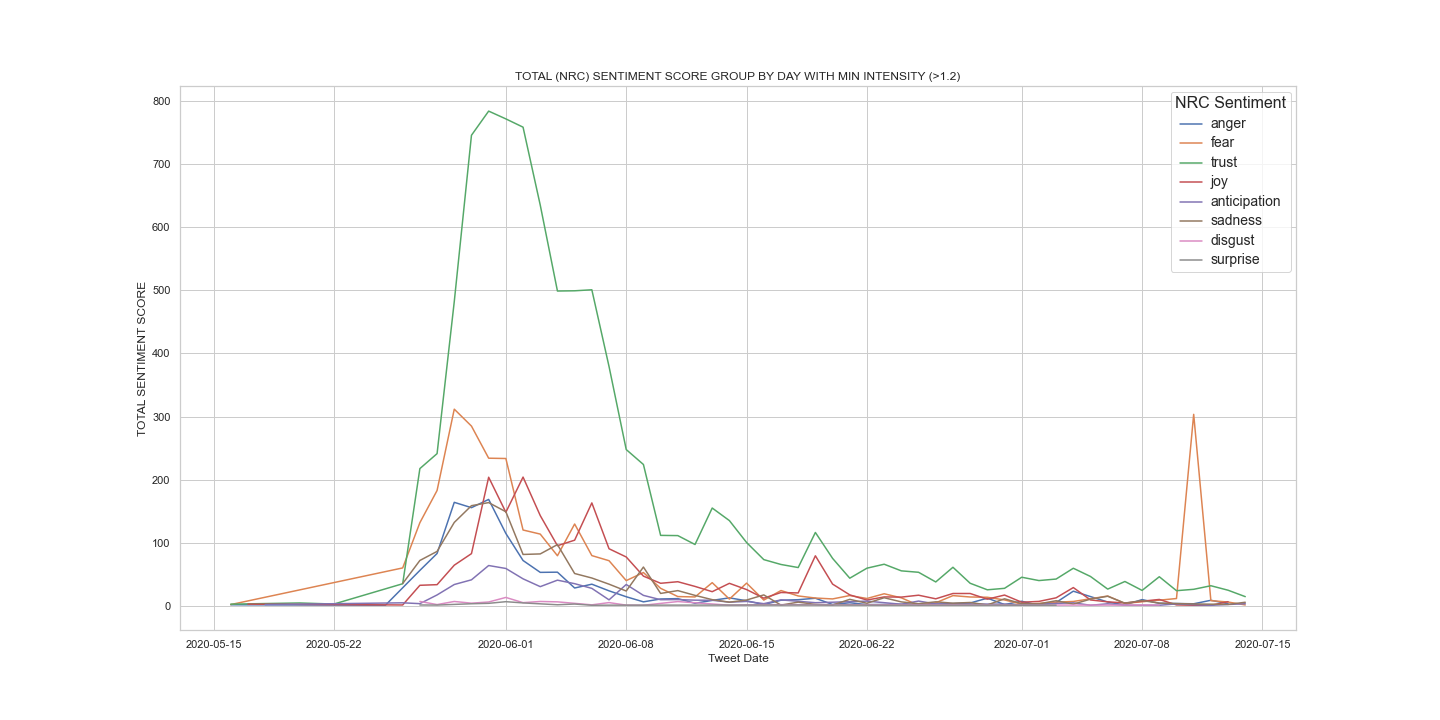 TOTAL (NRC) SENTIMENT SCORE GROUP BY DAY WITH MIN INTENSITY (>1.2)
NRC Sentiment
anger
fear
trust
joy
anticipation
sadness
disgust
surprise
TOTAL SENTIMENT SCORE
800
700
600
500
400
300
200
100
0
2020-05-15 2020-05-22 2020-06-01 2020-06-08 2020-06-15 2020-06-22 2020-07-01 2020-07-08 2020-07-15
Tweet Date